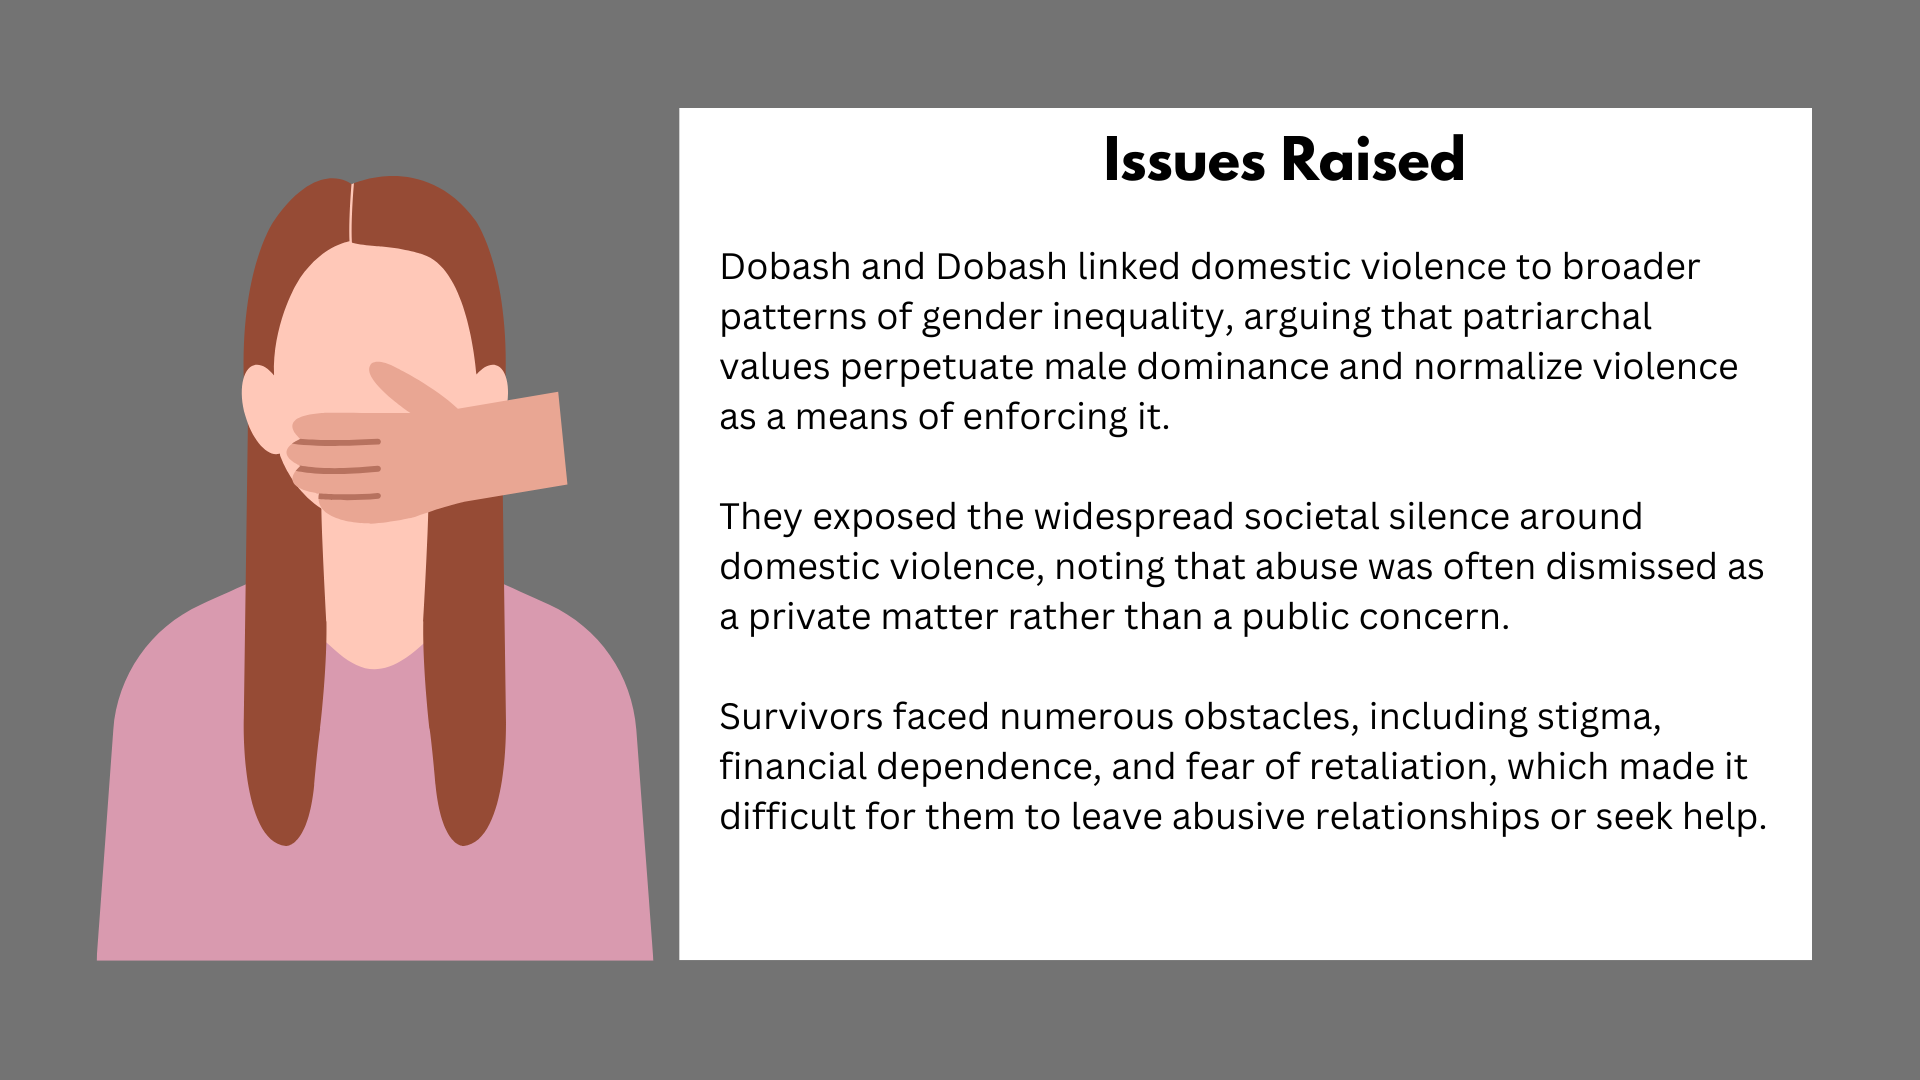 Issues Raised
Dobash and Dobash linked domestic violence to broader
patterns of gender inequality, arguing that patriarchal
values perpetuate male dominance and normalize violence
as a means of enforcing it.
They exposed the widespread societal silence around
domestic violence, noting that abuse was often dismissed as
a private matter rather than a public concern.
Survivors faced numerous obstacles, including stigma,
financial dependence, and fear of retaliation, which made it
difficult for them to leave abusive relationships or seek help.